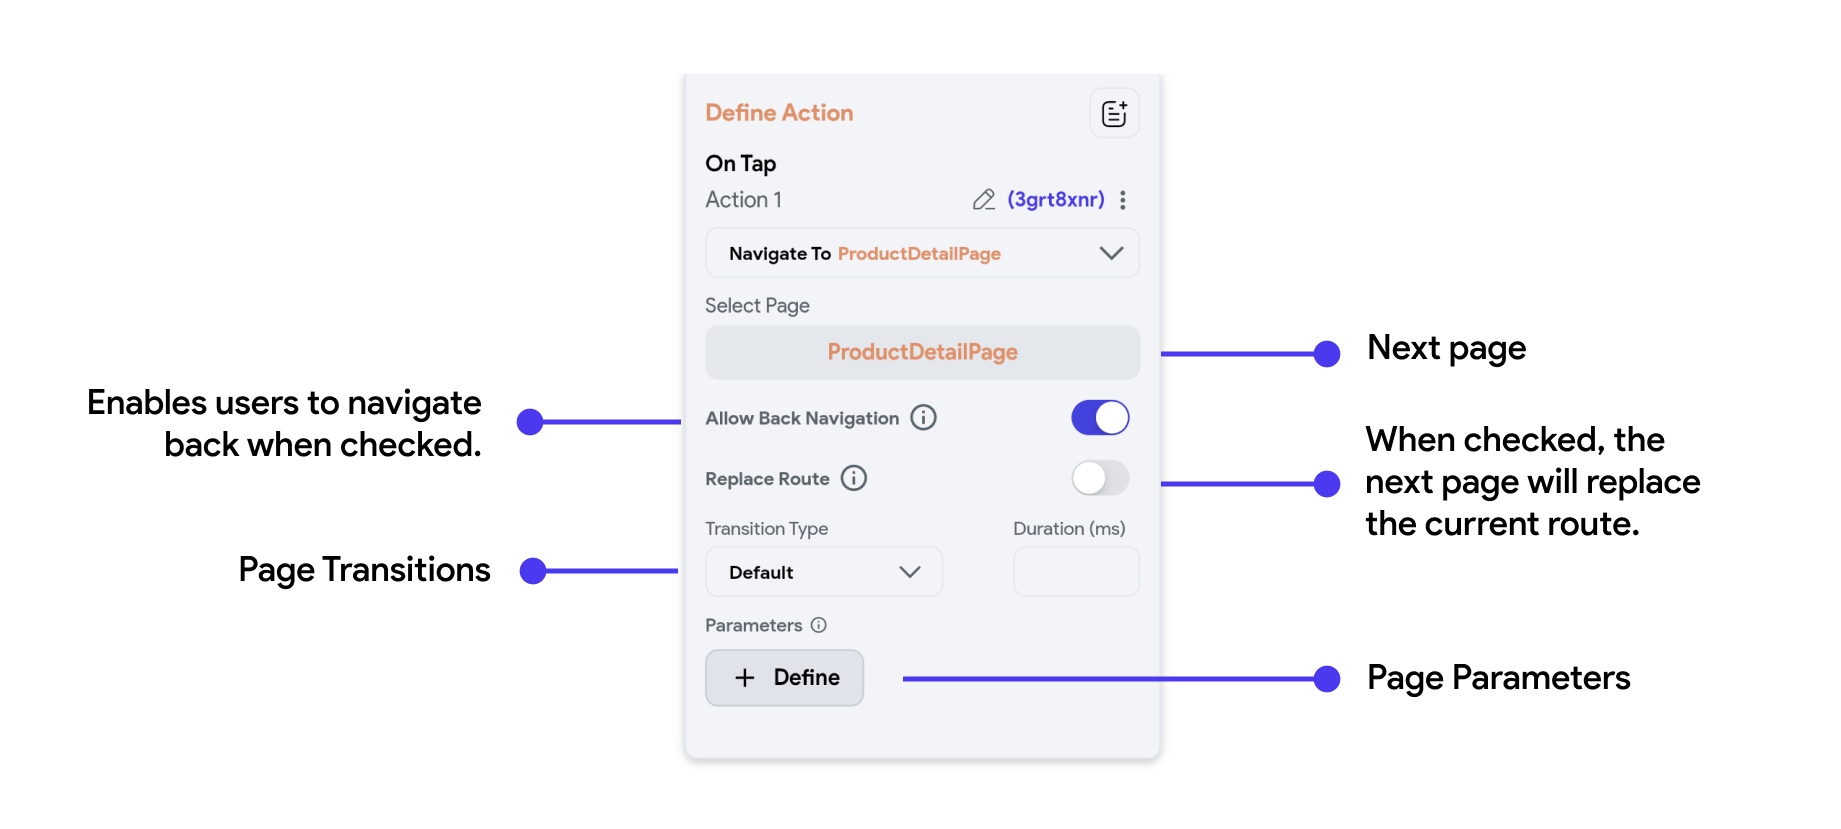 Define Action
On Tap
Action 1
(3grt8xnr)
Navigate To ProductDetailPage
Select Page
ProductDetailPage
Next page
Enables users to navigate
back when checked.
Allow Back Navigation
Replace Route
When checked, the
next page will replace
the current route.
Transition Type
Duration (ms)
Page Transitions
Default
Parameters
+ Define
Page Parameters